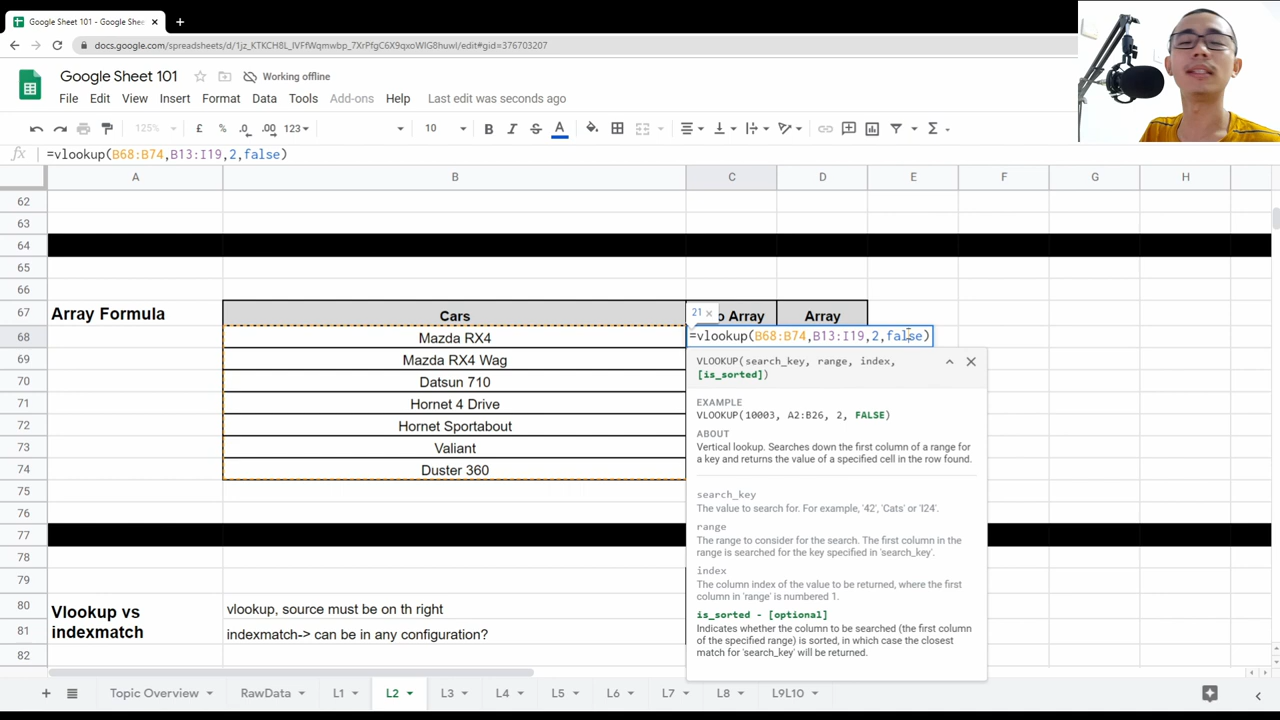 Google Sheet 101 - Google Shee
docs.google.com/spreadsheets/d/1jz_KTKCH8L_IVFfWqmwbp_7XrPfgC6X9qxoWIG8huwI/edit#gid=376703207
Google Sheet 101 Working offline
File Edit View Insert Format Data Tools Add-ons Help Last edit was seconds ago
125% £ % .0 .00 123 10 B I S A Σ
fx =vlookup(B68:B74,B13:I19,2,false)
A B C D E F G H
62
63
64
65
66
67 Array Formula Cars o Array Array
21 ×
68 Mazda RX4 =vlookup(B68:B74,B13:I19,2,false)
69 Mazda RX4 Wag
70 Datsun 710
71 Hornet 4 Drive
72 Hornet Sportabout
73 Valiant
74 Duster 360
75
76
77
78
79
80 Vlookup vs vlookup, source must be on th right
81 indexmatch indexmatch-> can be in any configuration?
82
VLOOKUP(search_key, range, index,
[is_sorted])
EXAMPLE
VLOOKUP(10003, A2:B26, 2, FALSE)
ABOUT
Vertical lookup. Searches down the first column of a range for
a key and returns the value of a specified cell in the row found.
search_key
The value to search for. For example, '42', 'Cats' or 'I24'.
range
The range to consider for the search. The first column in the
range is searched for the key specified in 'search_key'.
index
The column index of the value to be returned, where the first
column in 'range' is numbered 1.
is_sorted - [optional]
Indicates whether the column to be searched (the first column
of the specified range) is sorted, in which case the closest
match for 'search_key' will be returned.
Topic Overview RawData L1 L2 L3 L4 L5 L6 L7 L8 L9L10